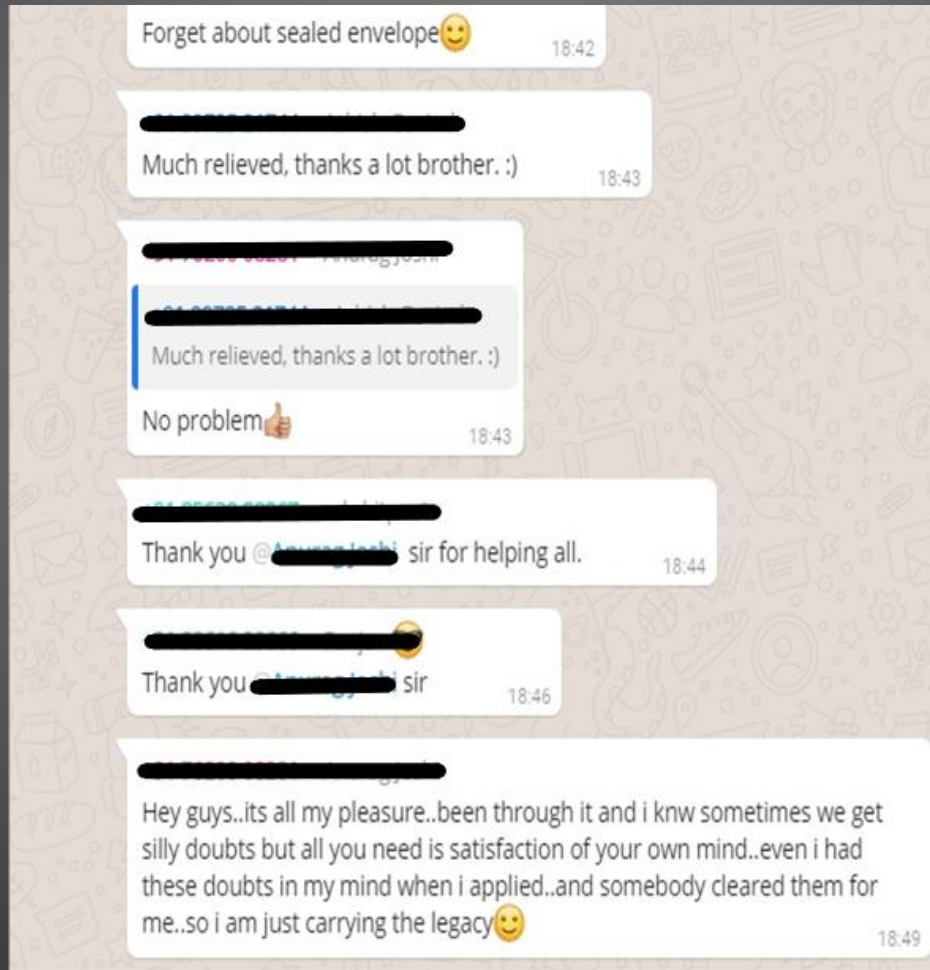 Forget about sealed envelope🙂
18:42
Much relieved, thanks a lot brother. :)
18:43
Much relieved, thanks a lot brother. :)
No problem👍
18:43
Thank you @ sir for helping all.
18:44
Thank you sir
18:46
Hey guys..its all my pleasure..been through it and i knw sometimes we get
silly doubts but all you need is satisfaction of your own mind..even i had
these doubts in my mind when i applied..and somebody cleared them for
me..so i am just carrying the legacy🙂
18:49